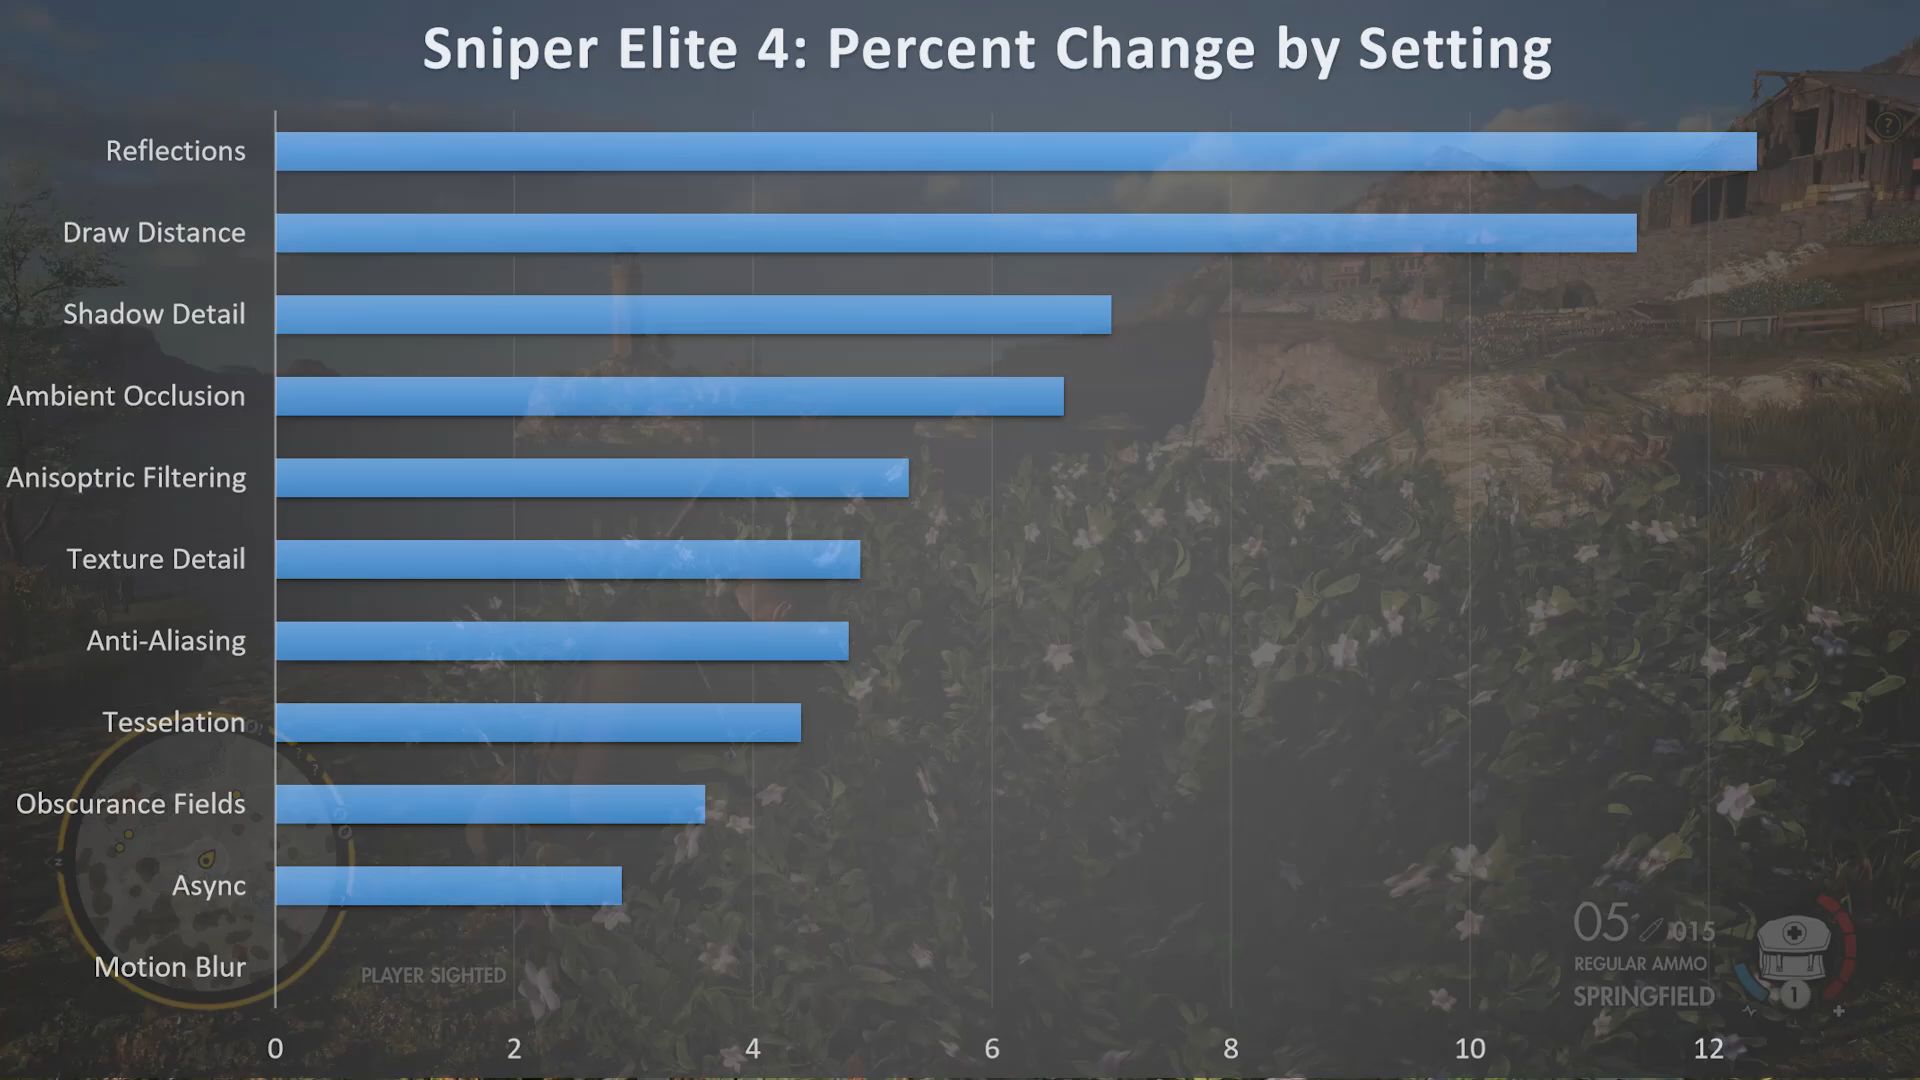 Sniper Elite 4: Percent Change by Setting
Reflections
Draw Distance
Shadow Detail
Ambient Occlusion
Anisoptric Filtering
Texture Detail
Anti-Aliasing
Tesselation
Obscurance Fields
Async
Motion Blur
0 2 4 6 8 10 12
PLAYER SIGHTED
05 015
REGULAR AMMO
SPRINGFIELD
1
N
?